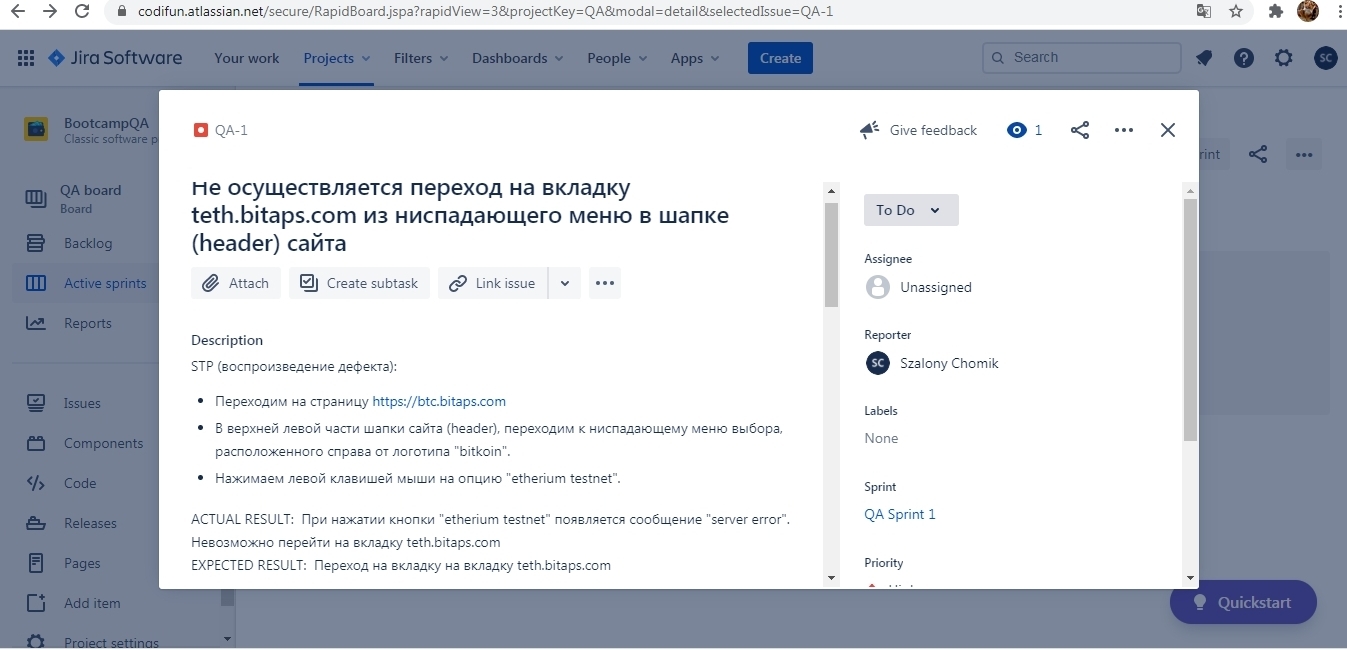 codifun.atlassian.net/secure/RapidBoard.jspa?rapidView=3&projectKey=QA&modal=detail&selectedIssue=QA-1
Jira Software
Your work
Projects
Filters
Dashboards
People
Apps
Create
Search
SC
BootcampQA
Classic software p
QA board
Board
Backlog
Active sprints
Reports
Issues
Components
Code
Releases
Pages
Add item
Project settings
QA-1
Give feedback
1
rint
Не осуществляется переход на вкладку
teth.bitaps.com из ниспадающего меню в шапке
(header) сайта
Attach
Create subtask
Link issue
Description
STP (воспроизведение дефекта):
Переходим на страницу https://btc.bitaps.com
В верхней левой части шапки сайта (header), переходим к ниспадающему меню выбора,
расположенного справа от логотипа "bitkoin".
Нажимаем левой клавишей мыши на опцию "etherium testnet".
ACTUAL RESULT:  При нажатии кнопки "etherium testnet" появляется сообщение "server error".
Невозможно перейти на вкладку teth.bitaps.com
EXPECTED RESULT:  Переход на вкладку на вкладку teth.bitaps.com
To Do
Assignee
Unassigned
Reporter
SC
Szalony Chomik
Labels
None
Sprint
QA Sprint 1
Priority
Quickstart